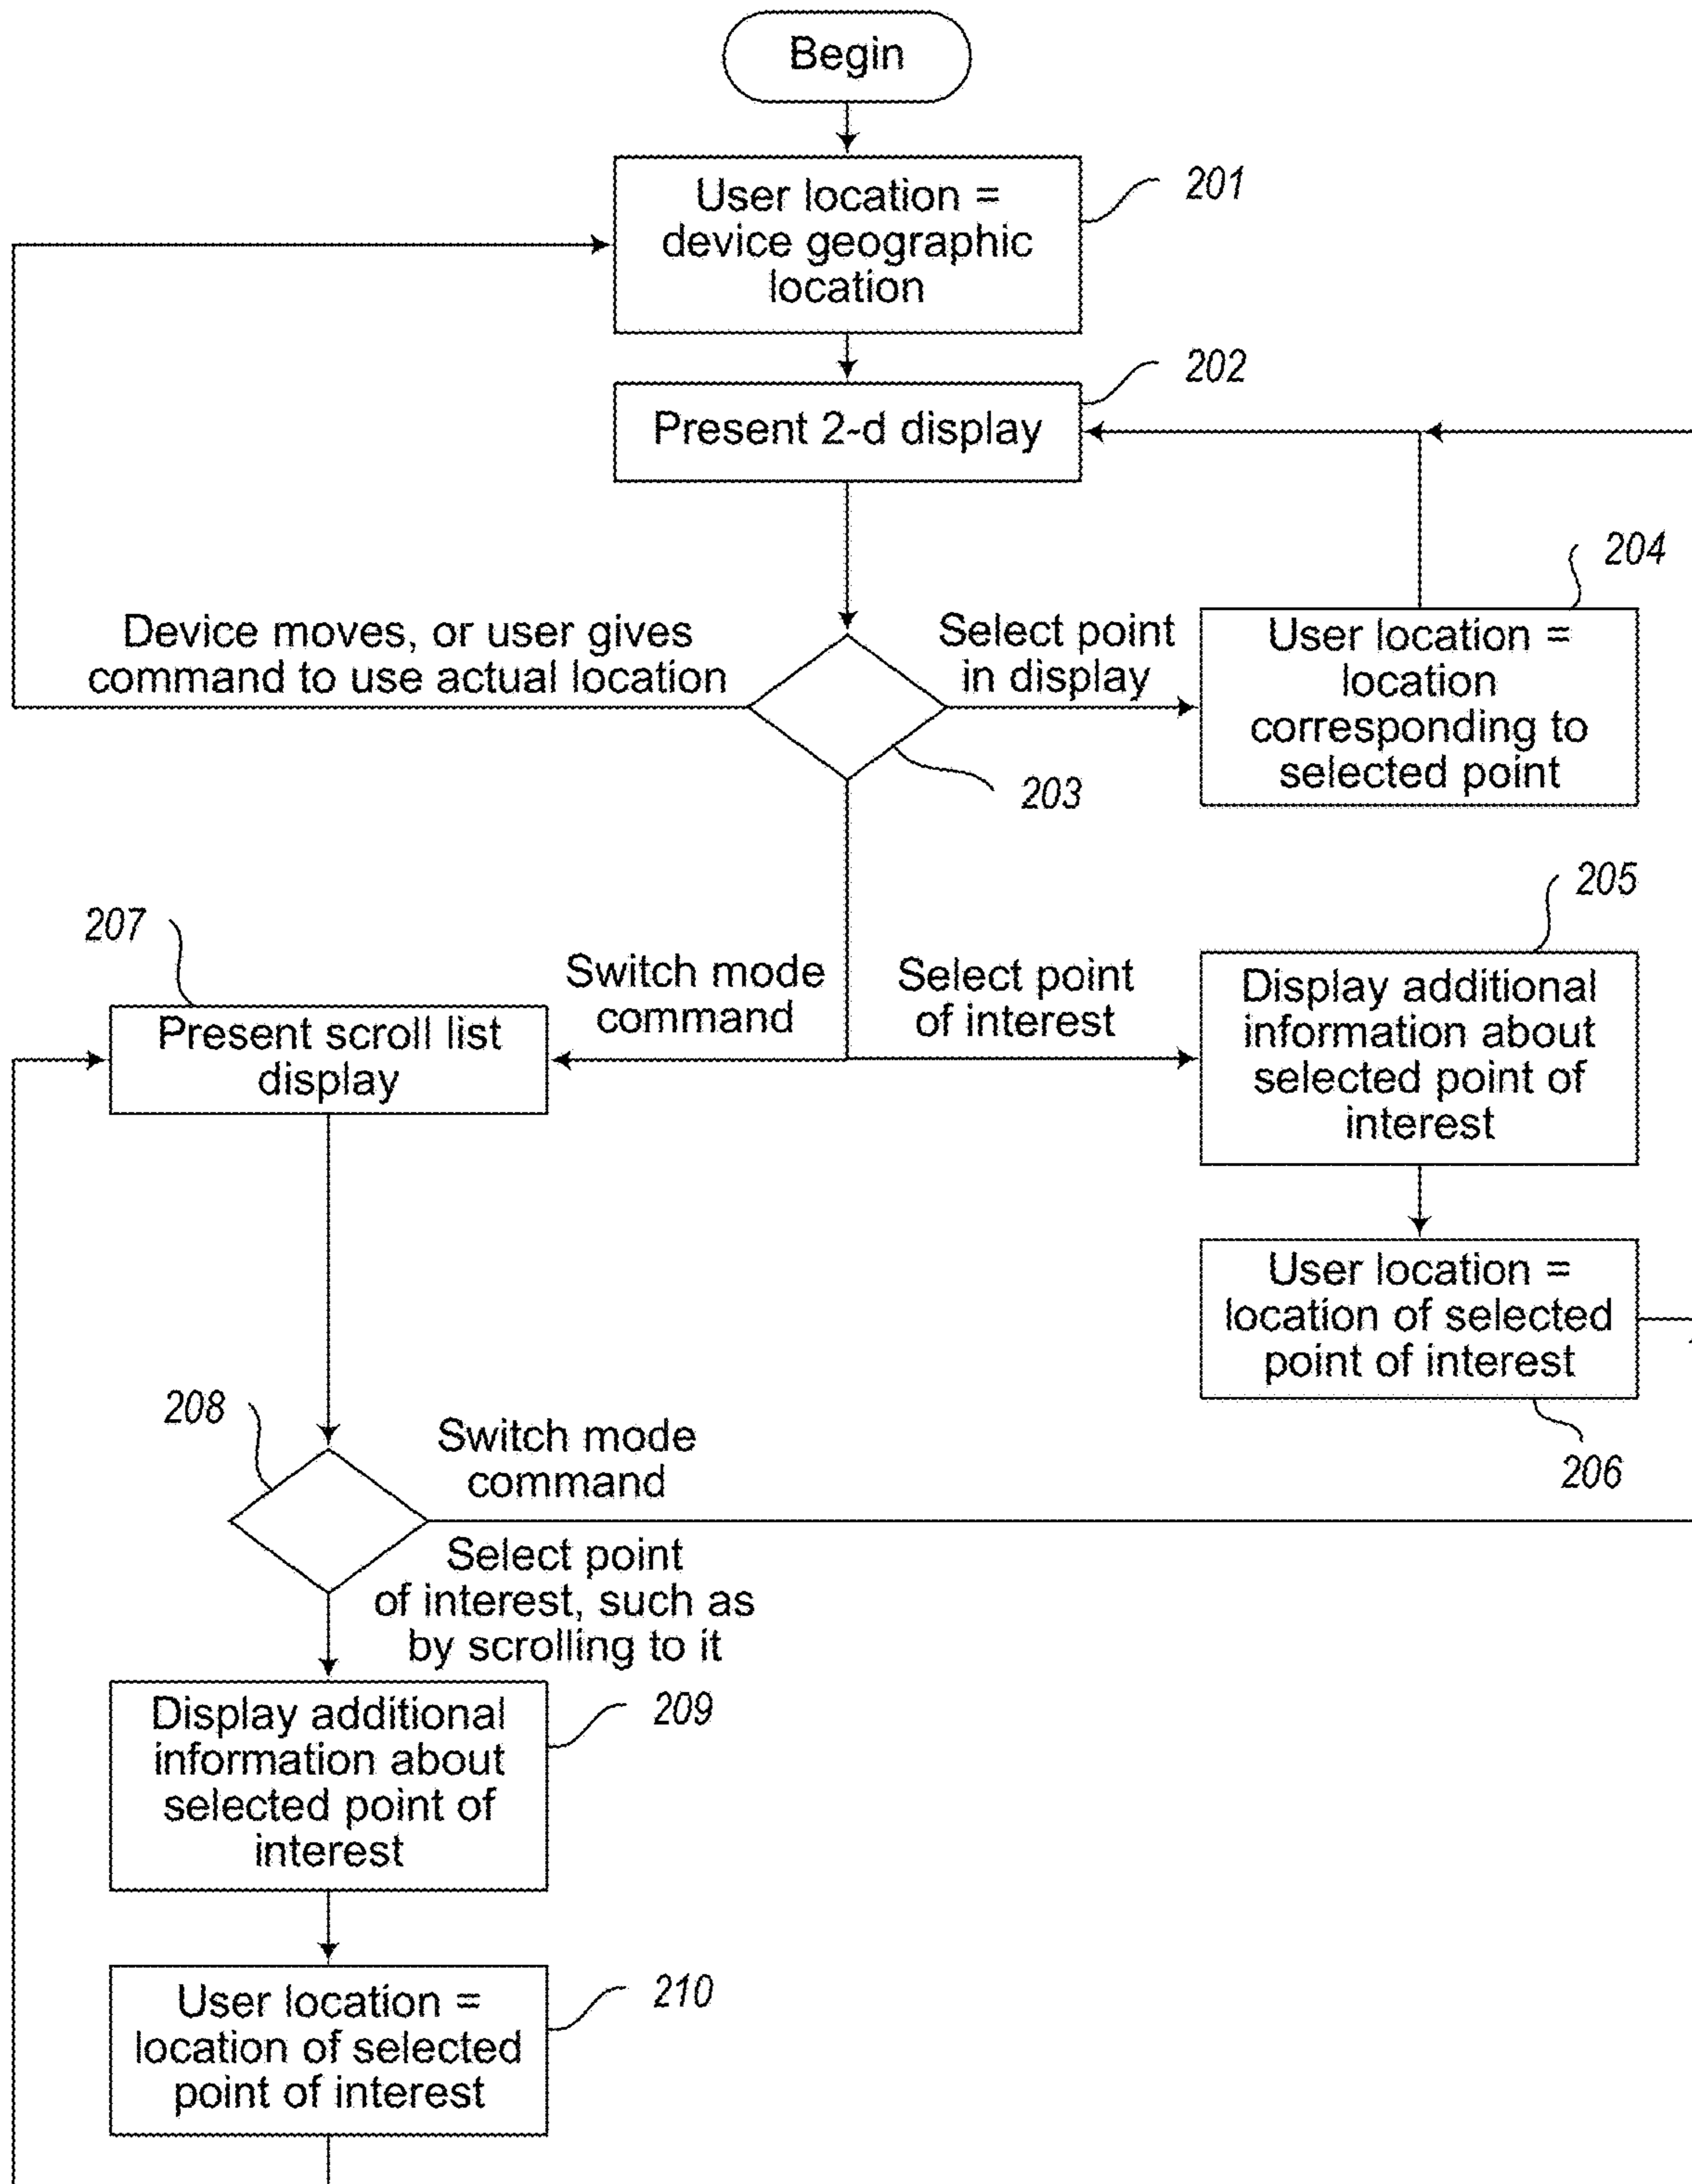 Begin
User location =
device geographic
location
201
Present 2-d display
202
Device moves, or user gives
command to use actual location
Select point
in display
203
User location =
location
corresponding to
selected point
204
Switch mode
command
Select point
of interest
205
Display additional
information about
selected point of
interest
207
Present scroll list
display
User location =
location of selected
point of interest
206
208
Switch mode
command
Select point
of interest, such as
by scrolling to it
Display additional
information about
selected point of
interest
209
User location =
location of selected
point of interest
210